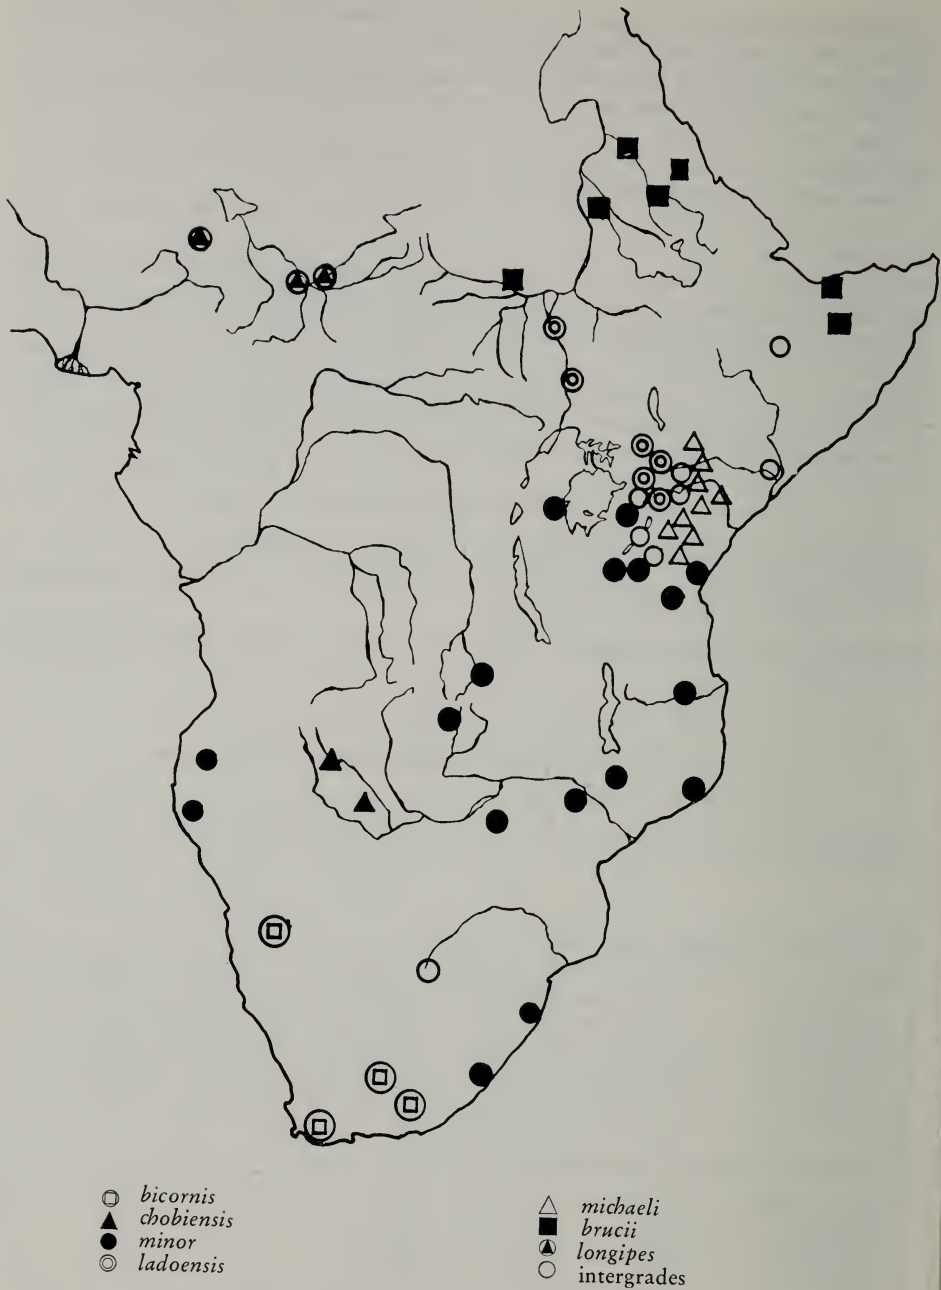 bicornis
chobiensis
minor
ladoensis
michaeli
brucii
longipes
intergrades